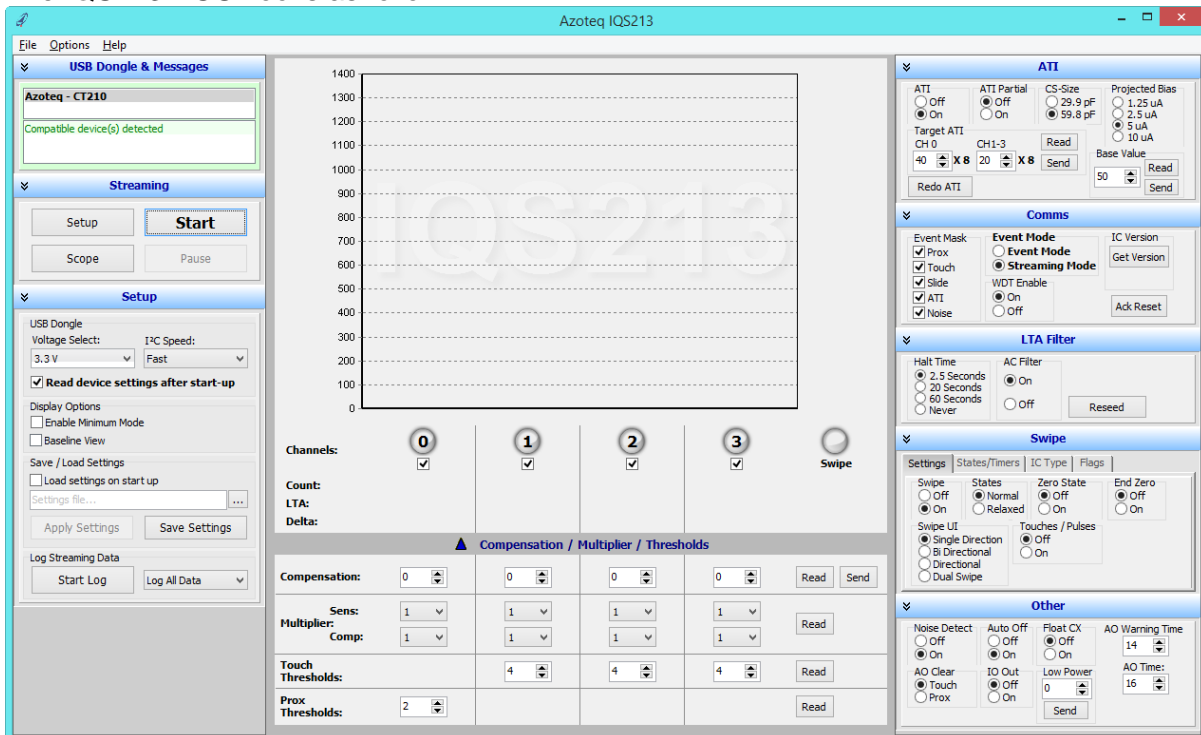 Azoteq IQS213
File Options Help
USB Dongle & Messages
Azoteq - CT210
Compatible device(s) detected
Streaming
Setup Start
Scope Pause
Setup
USB Dongle
Voltage Select: I²C Speed:
3.3 V Fast
Read device settings after start-up
Display Options
Enable Minimum Mode
Baseline View
Save / Load Settings
Load settings on start up
Settings file... ...
Apply Settings Save Settings
Log Streaming Data
Start Log Log All Data
1400
1300
1200
1100
1000
900
800
700
600
500
400
300
200
100
0
IQS213
Channels: 0 1 2 3 Swipe
Count:
LTA:
Delta:
Compensation / Multiplier / Thresholds
Compensation: 0 0 0 0 Read Send
Sens: 1 1 1 1
Multiplier: Read
Comp: 1 1 1 1
Touch
Thresholds: 4 4 4 Read
Prox
Thresholds: 2 Read
ATI
ATI ATI Partial CS-Size Projected Bias
Off Off 29.9 pF 1.25 uA
On On 59.8 pF 2.5 uA
5 uA
10 uA
Target ATI
CH 0 CH1-3 Read
40 X 8 20 X 8 Send
Base Value
50 Read
Send
Redo ATI
Comms
Event Mask Event Mode IC Version
Prox Event Mode Get Version
Touch Streaming Mode
Slide WDT Enable
ATI On Ack Reset
Noise Off
LTA Filter
Halt Time AC Filter
2.5 Seconds On
20 Seconds
60 Seconds Off Reseed
Never
Swipe
Settings States/Timers IC Type Flags
Swipe States Zero State End Zero
Off Normal Off Off
On Relaxed On On
Swipe UI Touches / Pulses
Single Direction Off
Bi Directional On
Directional
Dual Swipe
Other
Noise Detect Auto Off Float CX AO Warning Time
Off Off Off 14
On On On
AO Clear IO Out Low Power AO Time:
Touch Off 0 16
Prox On Send